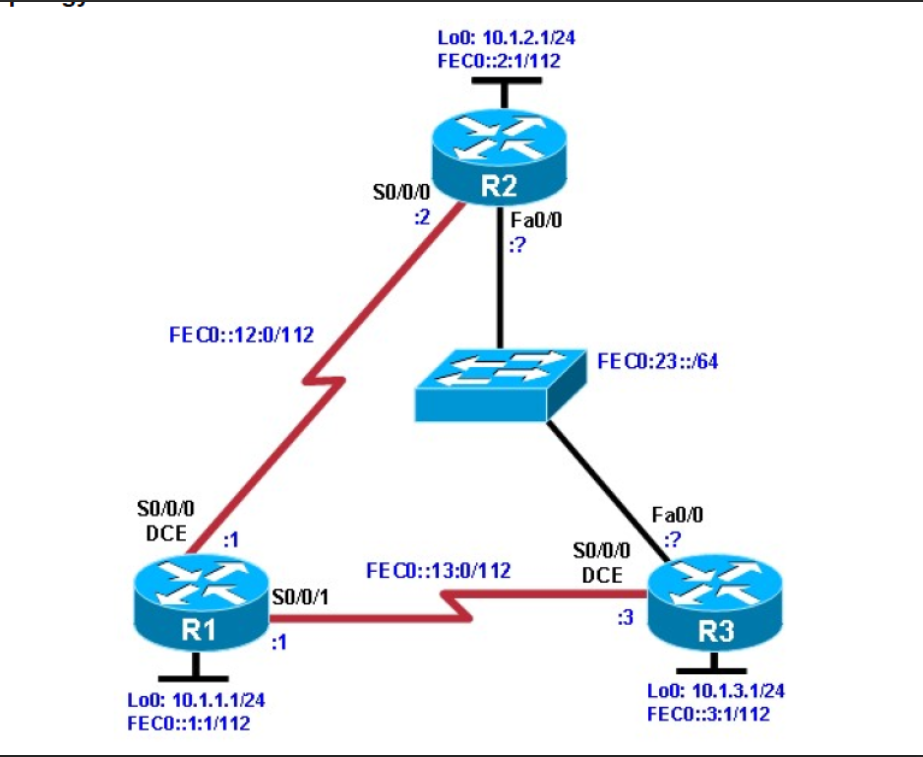 Lo0: 10.1.2.1/24
FEC0::2:1/112
R2
S0/0/0
:2
Fa0/0
:?
FEC0::12:0/112
FEC0:23::/64
S0/0/0
DCE
:1
Fa0/0
:?
S0/0/0
DCE
FEC0::13:0/112
S0/0/1
:1
:3
R1
R3
Lo0: 10.1.1.1/24
FEC0::1:1/112
Lo0: 10.1.3.1/24
FEC0::3:1/112